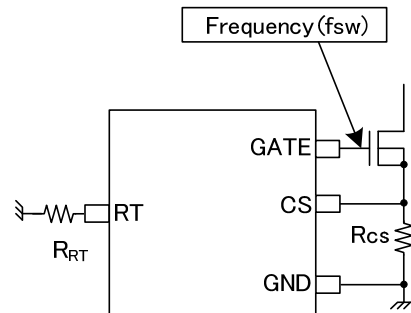 Frequency(fsw)
GATE
RT
CS
RRT
Rcs
GND